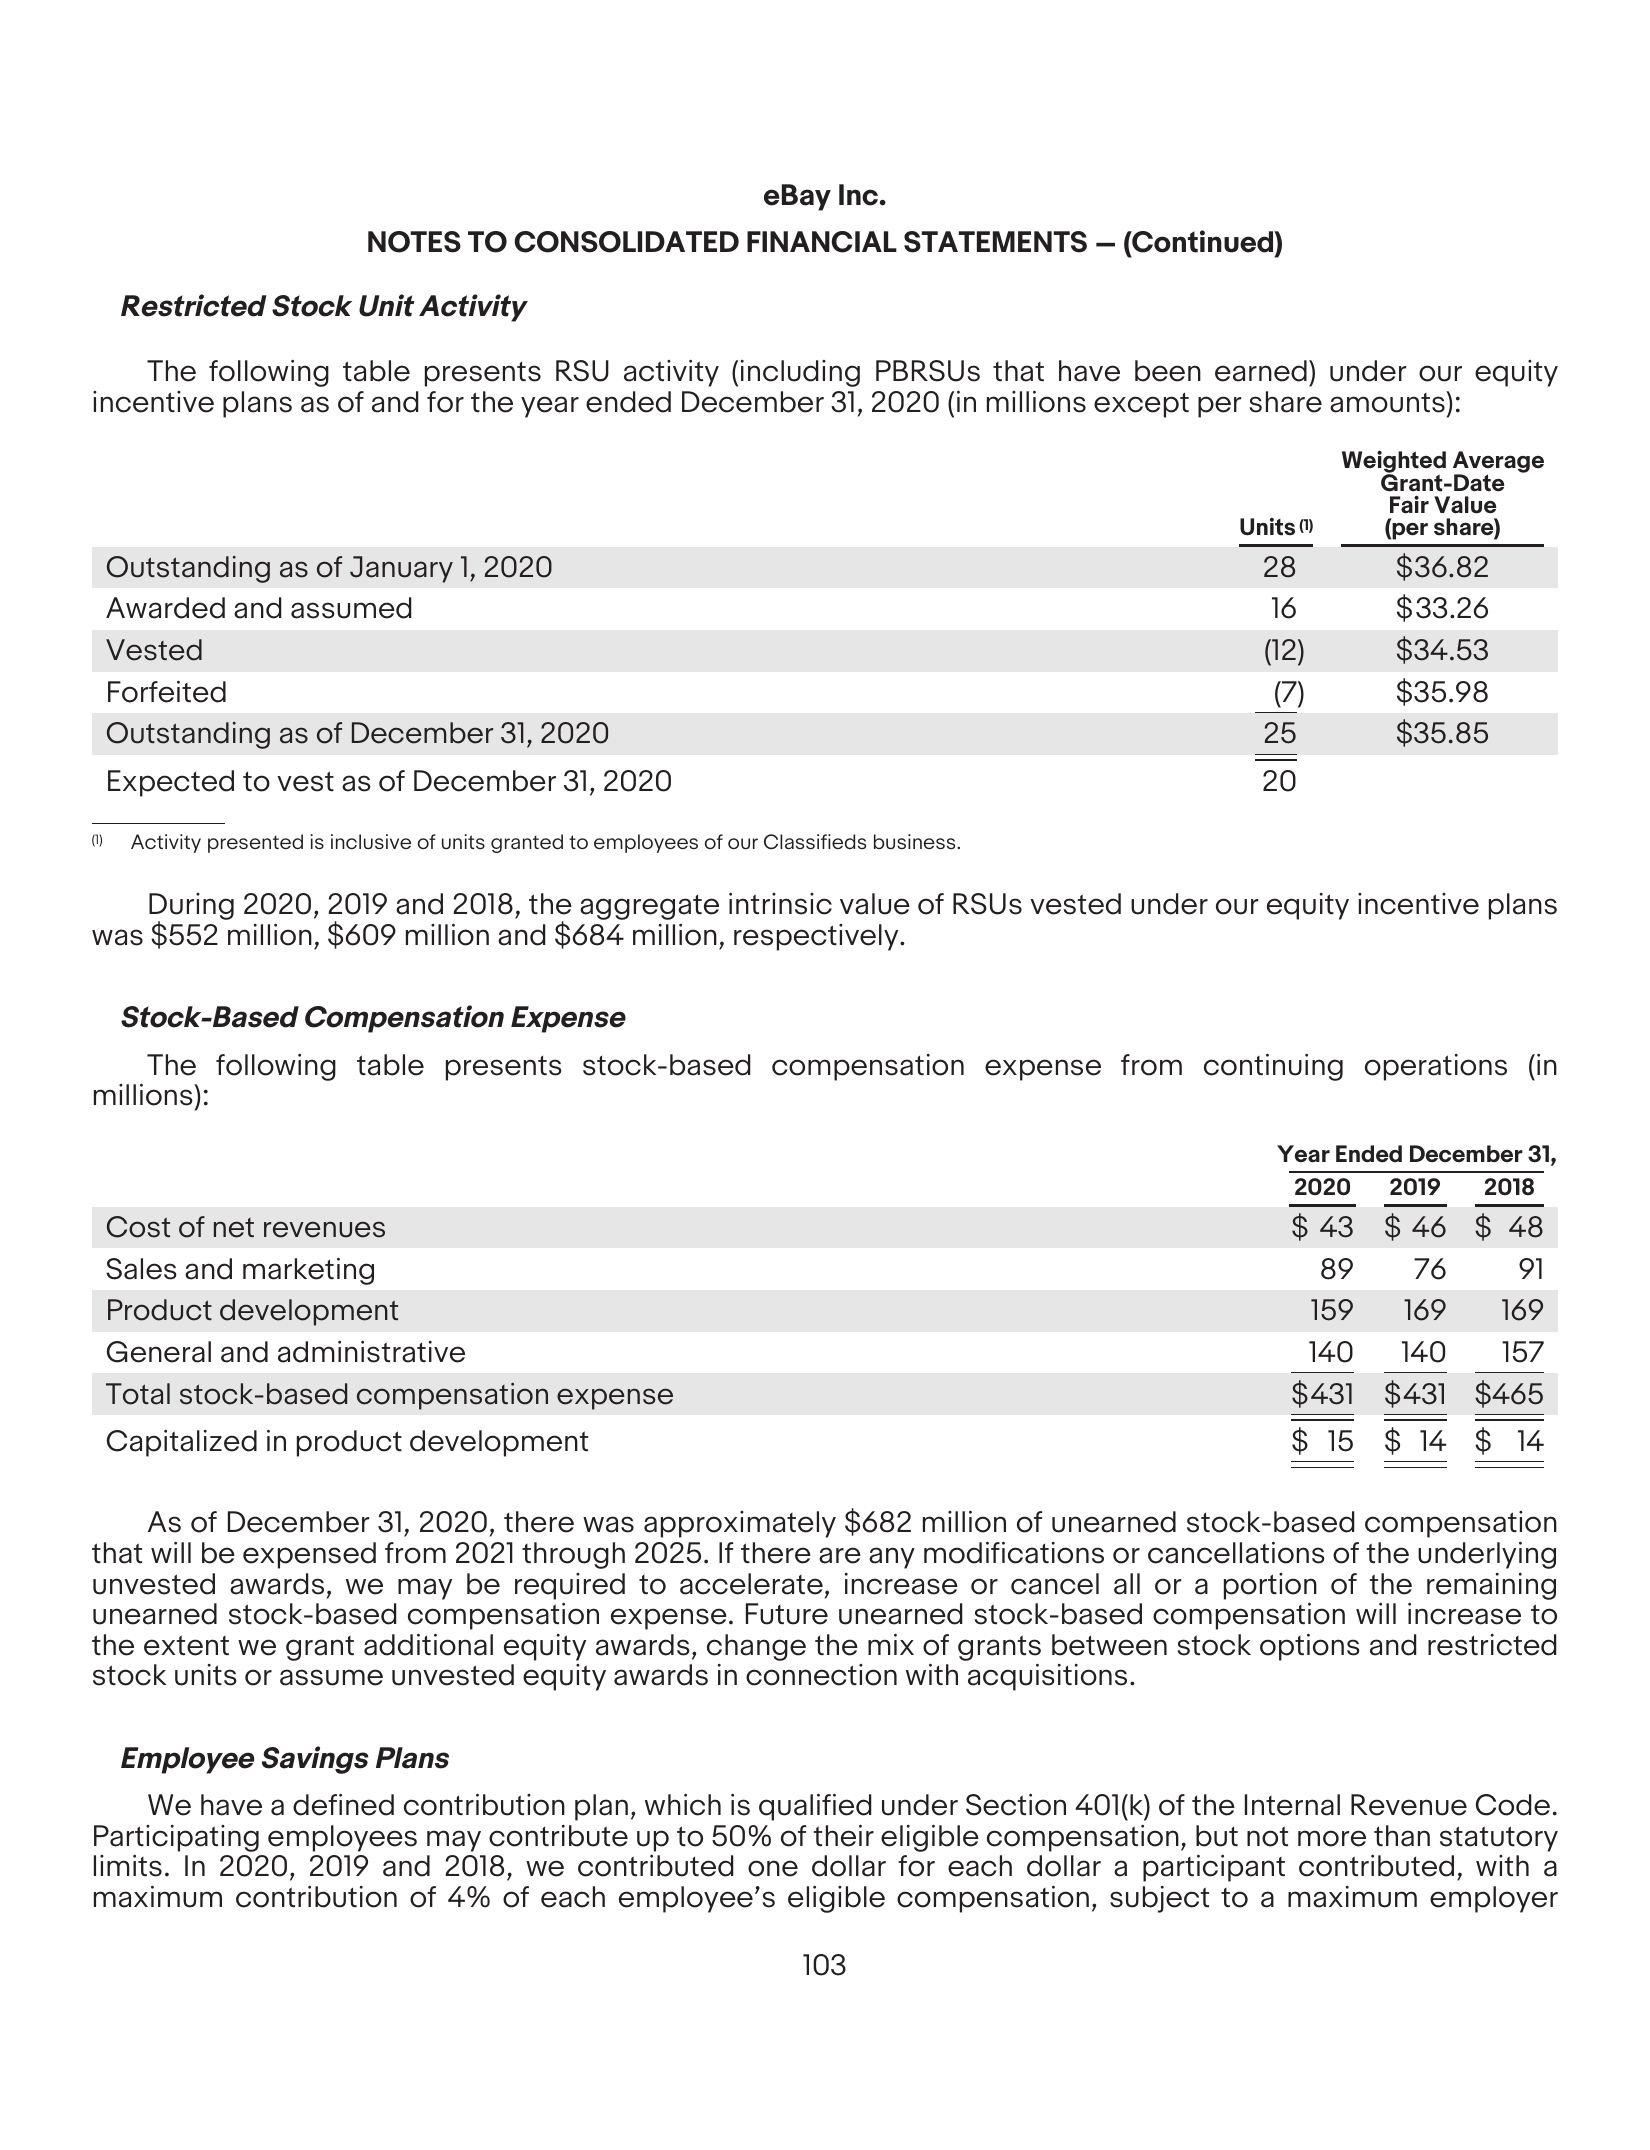 eBay Inc.
NOTES TO CONSOLIDATED FINANCIAL STATEMENTS — (Continued)
Restricted Stock Unit Activity
The following table presents RSU activity (including PBRSUs that have been earned) under our equity
incentive plans as of and for the year ended December 31, 2020 (in millions except per share amounts):
Units (1)
Weighted Average
Grant-Date
Fair Value
(per share)
Outstanding as of January 1, 2020 28 $36.82
Awarded and assumed 16 $33.26
Vested (12) $34.53
Forfeited (7) $35.98
Outstanding as of December 31, 2020 25 $35.85
Expected to vest as of December 31, 2020 20
(1) Activity presented is inclusive of units granted to employees of our Classifieds business.
During 2020, 2019 and 2018, the aggregate intrinsic value of RSUs vested under our equity incentive plans
was $552 million, $609 million and $684 million, respectively.
Stock-Based Compensation Expense
The following table presents stock-based compensation expense from continuing operations (in
millions):
Year Ended December 31,
2020 2019 2018
Cost of net revenues $ 43 $ 46 $ 48
Sales and marketing 89 76 91
Product development 159 169 169
General and administrative 140 140 157
Total stock-based compensation expense $431 $431 $465
Capitalized in product development $ 15 $ 14 $ 14
As of December 31, 2020, there was approximately $682 million of unearned stock-based compensation
that will be expensed from 2021 through 2025. If there are any modifications or cancellations of the underlying
unvested awards, we may be required to accelerate, increase or cancel all or a portion of the remaining
unearned stock-based compensation expense. Future unearned stock-based compensation will increase to
the extent we grant additional equity awards, change the mix of grants between stock options and restricted
stock units or assume unvested equity awards in connection with acquisitions.
Employee Savings Plans
We have a defined contribution plan, which is qualified under Section 401(k) of the Internal Revenue Code.
Participating employees may contribute up to 50% of their eligible compensation, but not more than statutory
limits. In 2020, 2019 and 2018, we contributed one dollar for each dollar a participant contributed, with a
maximum contribution of 4% of each employee’s eligible compensation, subject to a maximum employer
103